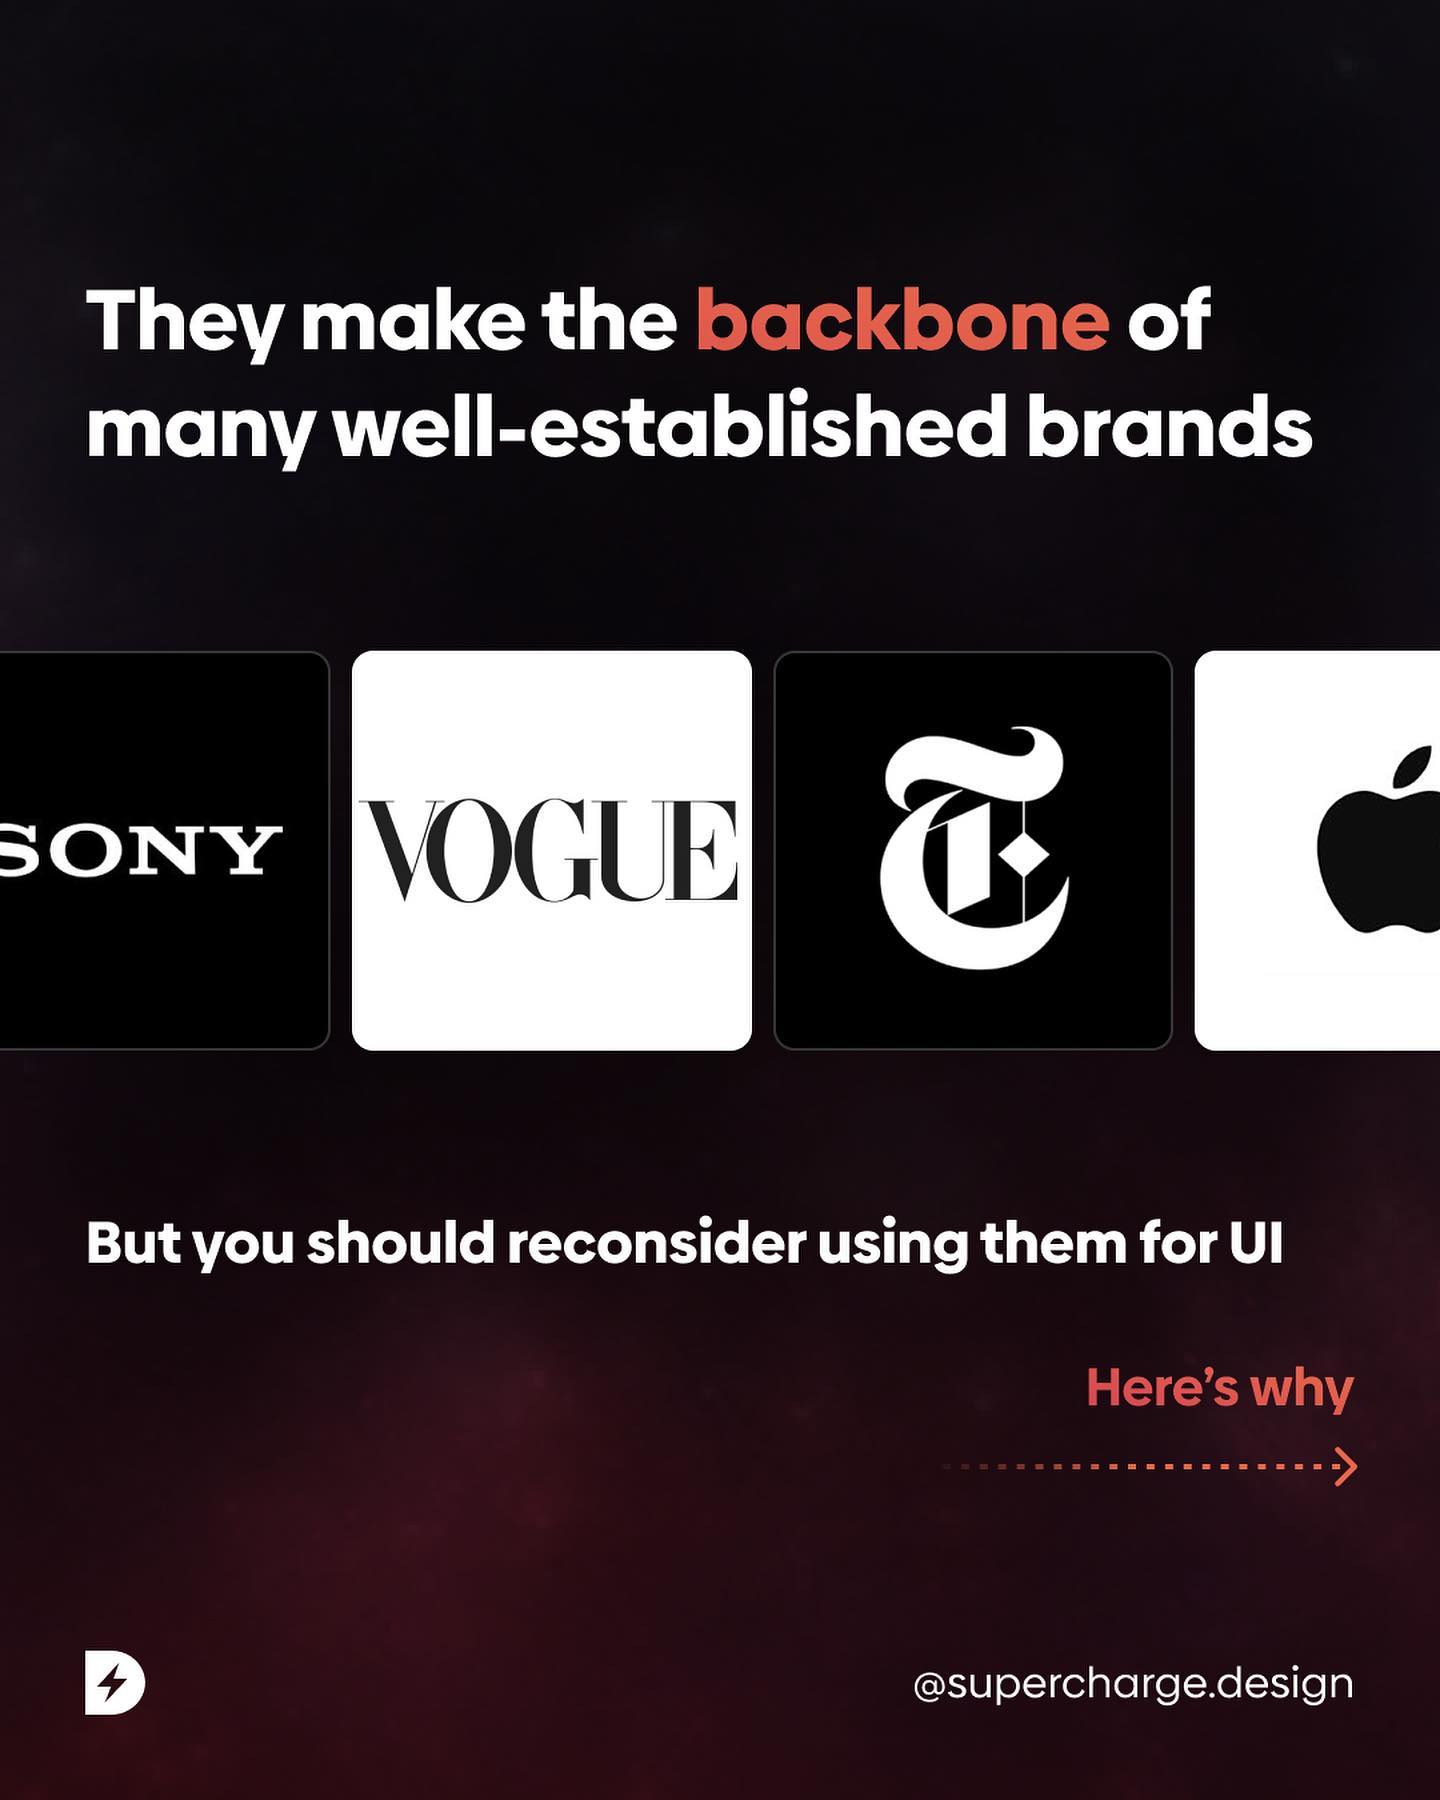 They make the backbone of
many well-established brands
SONY
VOGUE
T
But you should reconsider using them for UI
Here’s why
@supercharge.design